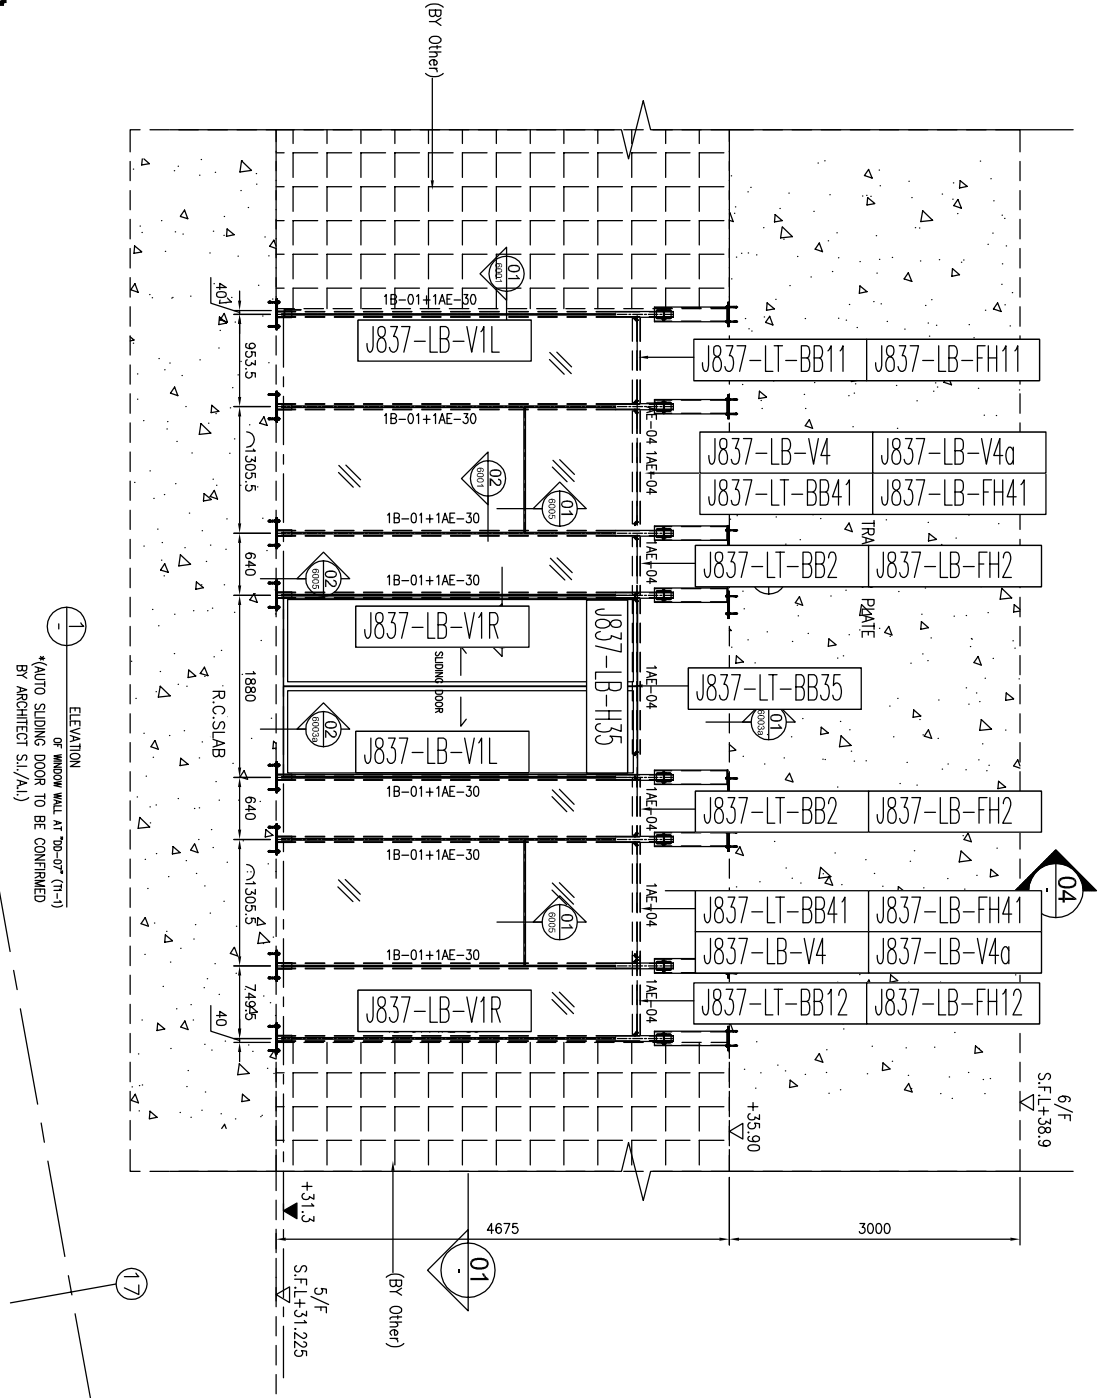 (BY Other)
01
6001
40
1B-01+1AE-30
J837-LB-V1L
953.5
J837-LT-BB11 J837-LB-FH11
1B-01+1AE-30
1AE-04
J837-LB-V4 J837-LB-V4a
J837-LT-BB41 J837-LB-FH41
1305.5
02
6001
01
6005
1B-01+1AE-30
TRA
PLATE
640
02
6005
1AE-04
J837-LT-BB2 J837-LB-FH2
1B-01+1AE-30
J837-LB-V1R
J837-LB-H35
1880
SLIDING DOOR
1AE-04
J837-LT-BB35
R.C.SLAB
02
6003a
01
6003a
J837-LB-V1L
1B-01+1AE-30
640
1AE-04
J837-LT-BB2 J837-LB-FH2
1B-01+1AE-30
1305.5
01
6005
1AE-04
J837-LT-BB41 J837-LB-FH41
J837-LB-V4 J837-LB-V4a
04
-
1B-01+1AE-30
749.5
J837-LB-V1R
1AE-04
J837-LT-BB12 J837-LB-FH12
40
6/F
S.F.L+38.9
+35.90
+31.3
4675
3000
5/F
S.F.L+31.225
01
-
(BY Other)
17
1
-
ELEVATION
OF WINDOW WALL AT "DD-07" (T1-1)
*(AUTO SLIDING DOOR TO BE CONFIRMED
BY ARCHITECT S.I./A.I.)